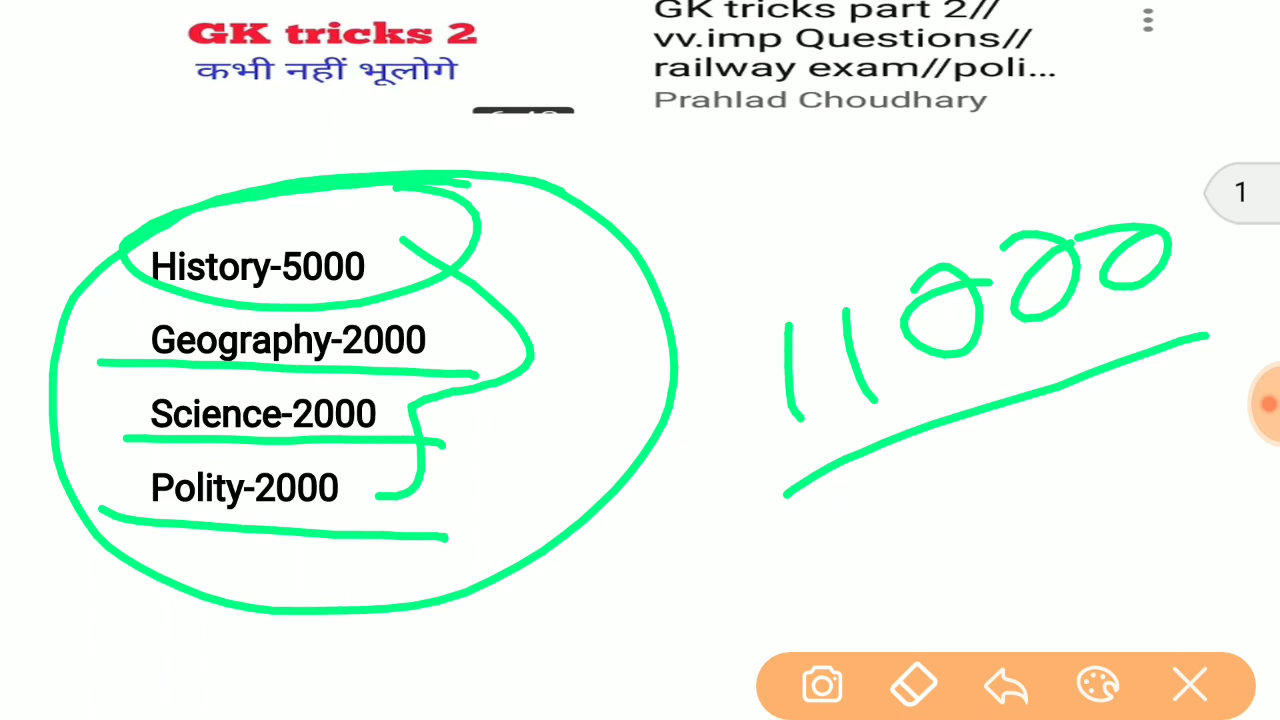 GK tricks 2
कभी नहीं भूलोगे
GK tricks part 2//
vv.imp Questions//
railway exam//poli...
Prahlad Choudhary
1
History-5000
Geography-2000
Science-2000
Polity-2000
11000